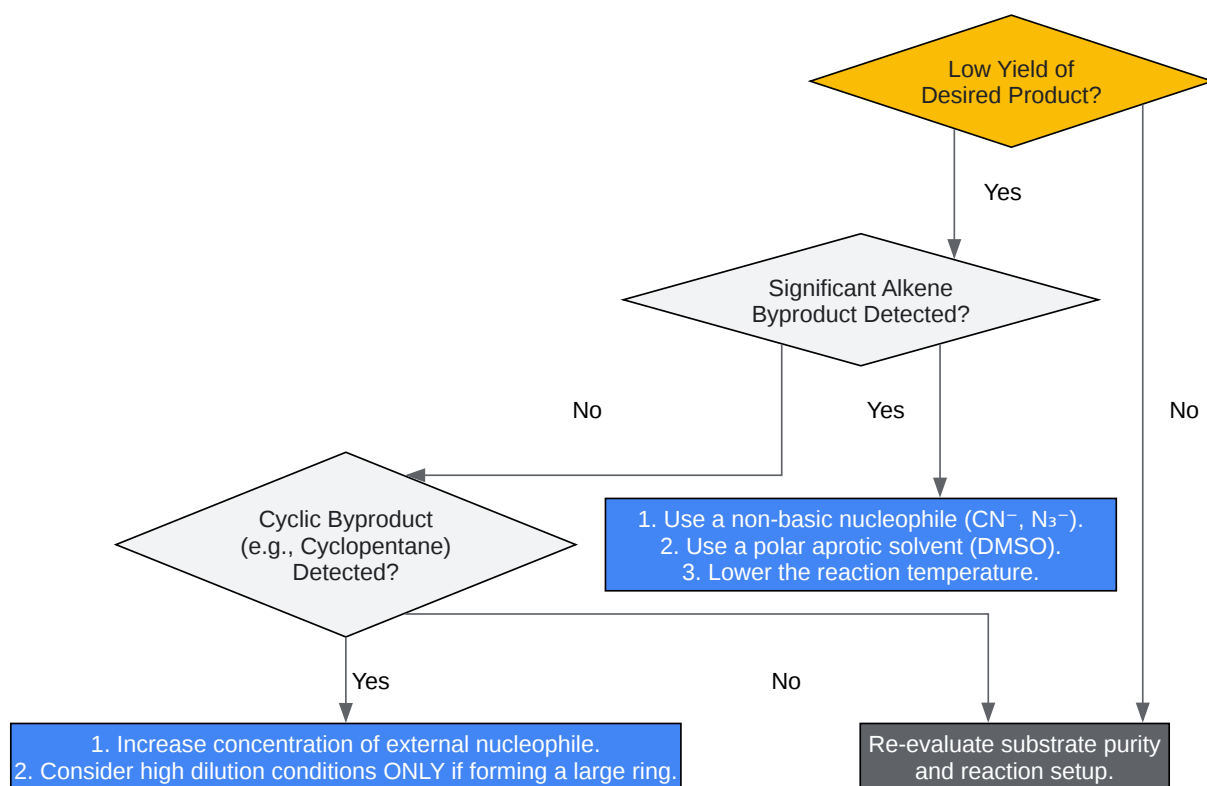 Low Yield of
Desired Product?
Yes
Significant Alkene
Byproduct Detected?
No
Yes
No
Cyclic Byproduct
(e.g., Cyclopentane)
Detected?
1. Use a non-basic nucleophile (CN⁻, N₃⁻).
2. Use a polar aprotic solvent (DMSO).
3. Lower the reaction temperature.
Yes
No
1. Increase concentration of external nucleophile.
2. Consider high dilution conditions ONLY if forming a large ring.
Re-evaluate substrate purity
and reaction setup.